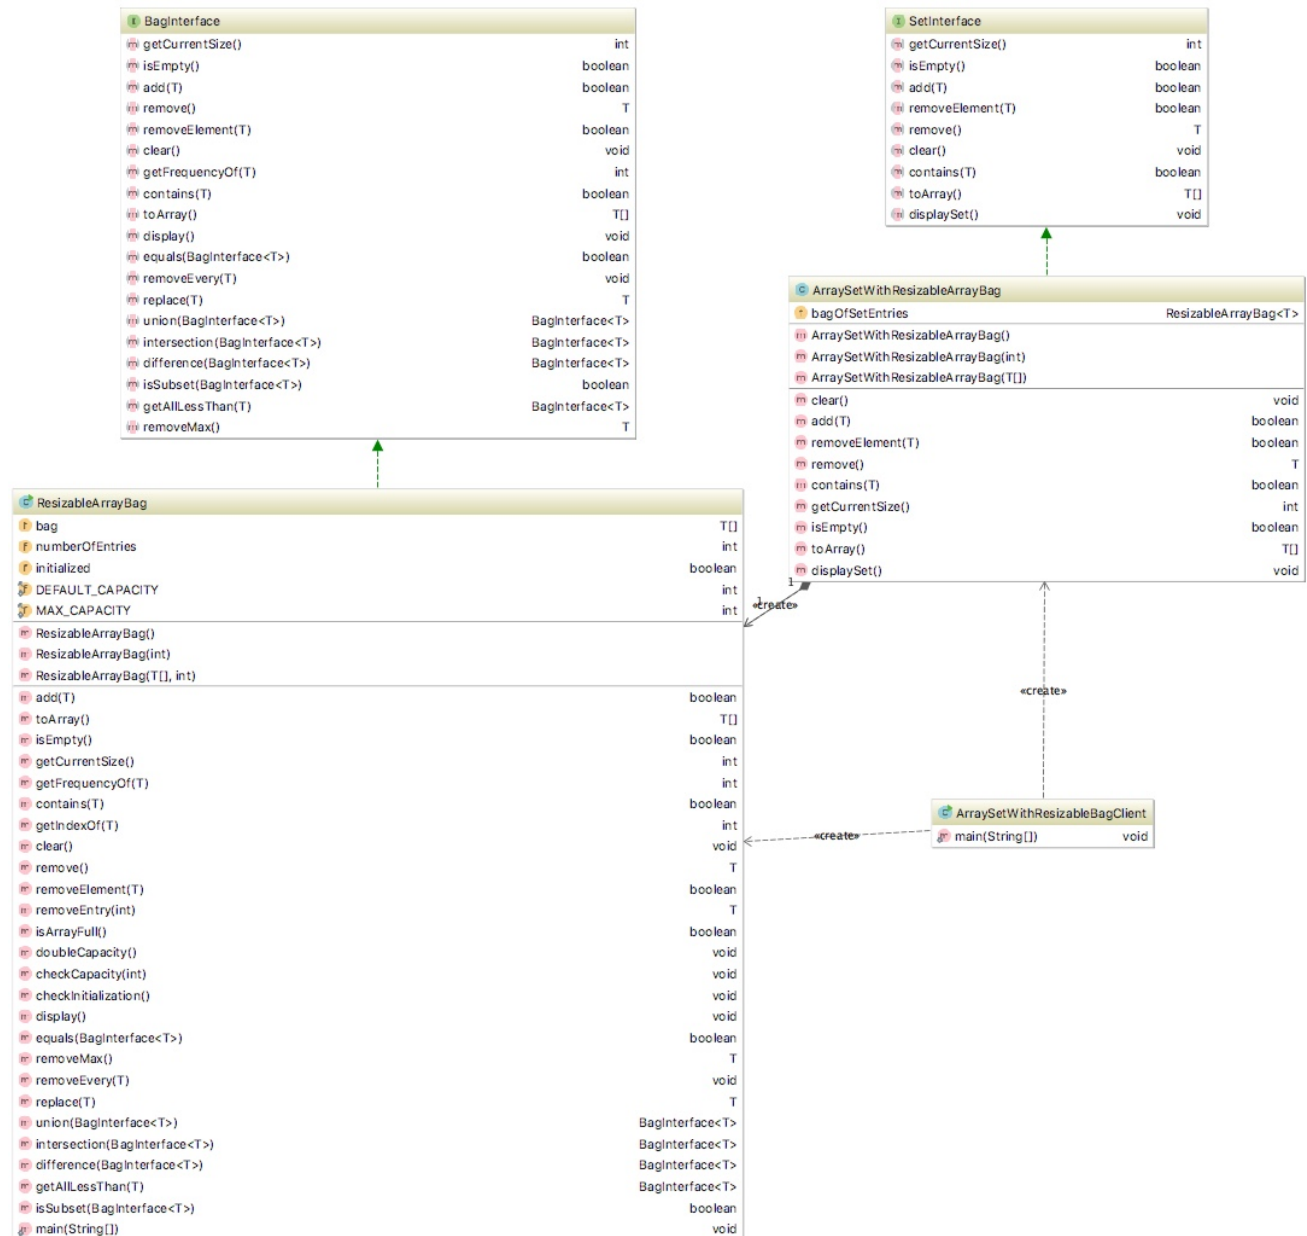 BagInterface
getCurrentSize() int
isEmpty() boolean
add(T) boolean
remove() T
removeElement(T) boolean
clear() void
getFrequencyOf(T) int
contains(T) boolean
toArray() T[]
display() void
equals(BagInterface<T>) boolean
removeEvery(T) void
replace(T) T
union(BagInterface<T>) BagInterface<T>
intersection(BagInterface<T>) BagInterface<T>
difference(BagInterface<T>) BagInterface<T>
isSubset(BagInterface<T>) boolean
getAllLessThan(T) BagInterface<T>
removeMax() T
SetInterface
getCurrentSize() int
isEmpty() boolean
add(T) boolean
removeElement(T) boolean
remove() T
clear() void
contains(T) boolean
toArray() T[]
displaySet() void
ArraySetWithResizableArrayBag
bagOfSetEntries ResizableArrayBag<T>
ArraySetWithResizableArrayBag()
ArraySetWithResizableArrayBag(int)
ArraySetWithResizableArrayBag(T[])
clear() void
add(T) boolean
removeElement(T) boolean
remove() T
contains(T) boolean
getCurrentSize() int
isEmpty() boolean
toArray() T[]
displaySet() void
ResizableArrayBag
bag T[]
numberOfEntries int
initialized boolean
DEFAULT_CAPACITY int
MAX_CAPACITY int
ResizableArrayBag()
ResizableArrayBag(int)
ResizableArrayBag(T[], int)
add(T) boolean
toArray() T[]
isEmpty() boolean
getCurrentSize() int
getFrequencyOf(T) int
contains(T) boolean
getIndexOf(T) int
clear() void
remove() T
removeElement(T) boolean
removeEntry(int) T
isArrayFull() boolean
doubleCapacity() void
checkCapacity(int) void
checkInitialization() void
display() void
equals(BagInterface<T>) boolean
removeMax() T
removeEvery(T) void
replace(T) T
union(BagInterface<T>) BagInterface<T>
intersection(BagInterface<T>) BagInterface<T>
difference(BagInterface<T>) BagInterface<T>
getAllLessThan(T) BagInterface<T>
isSubset(BagInterface<T>) boolean
main(String[]) void
1
1
«create»
«create»
«create»
ArraySetWithResizableBagClient
main(String[]) void